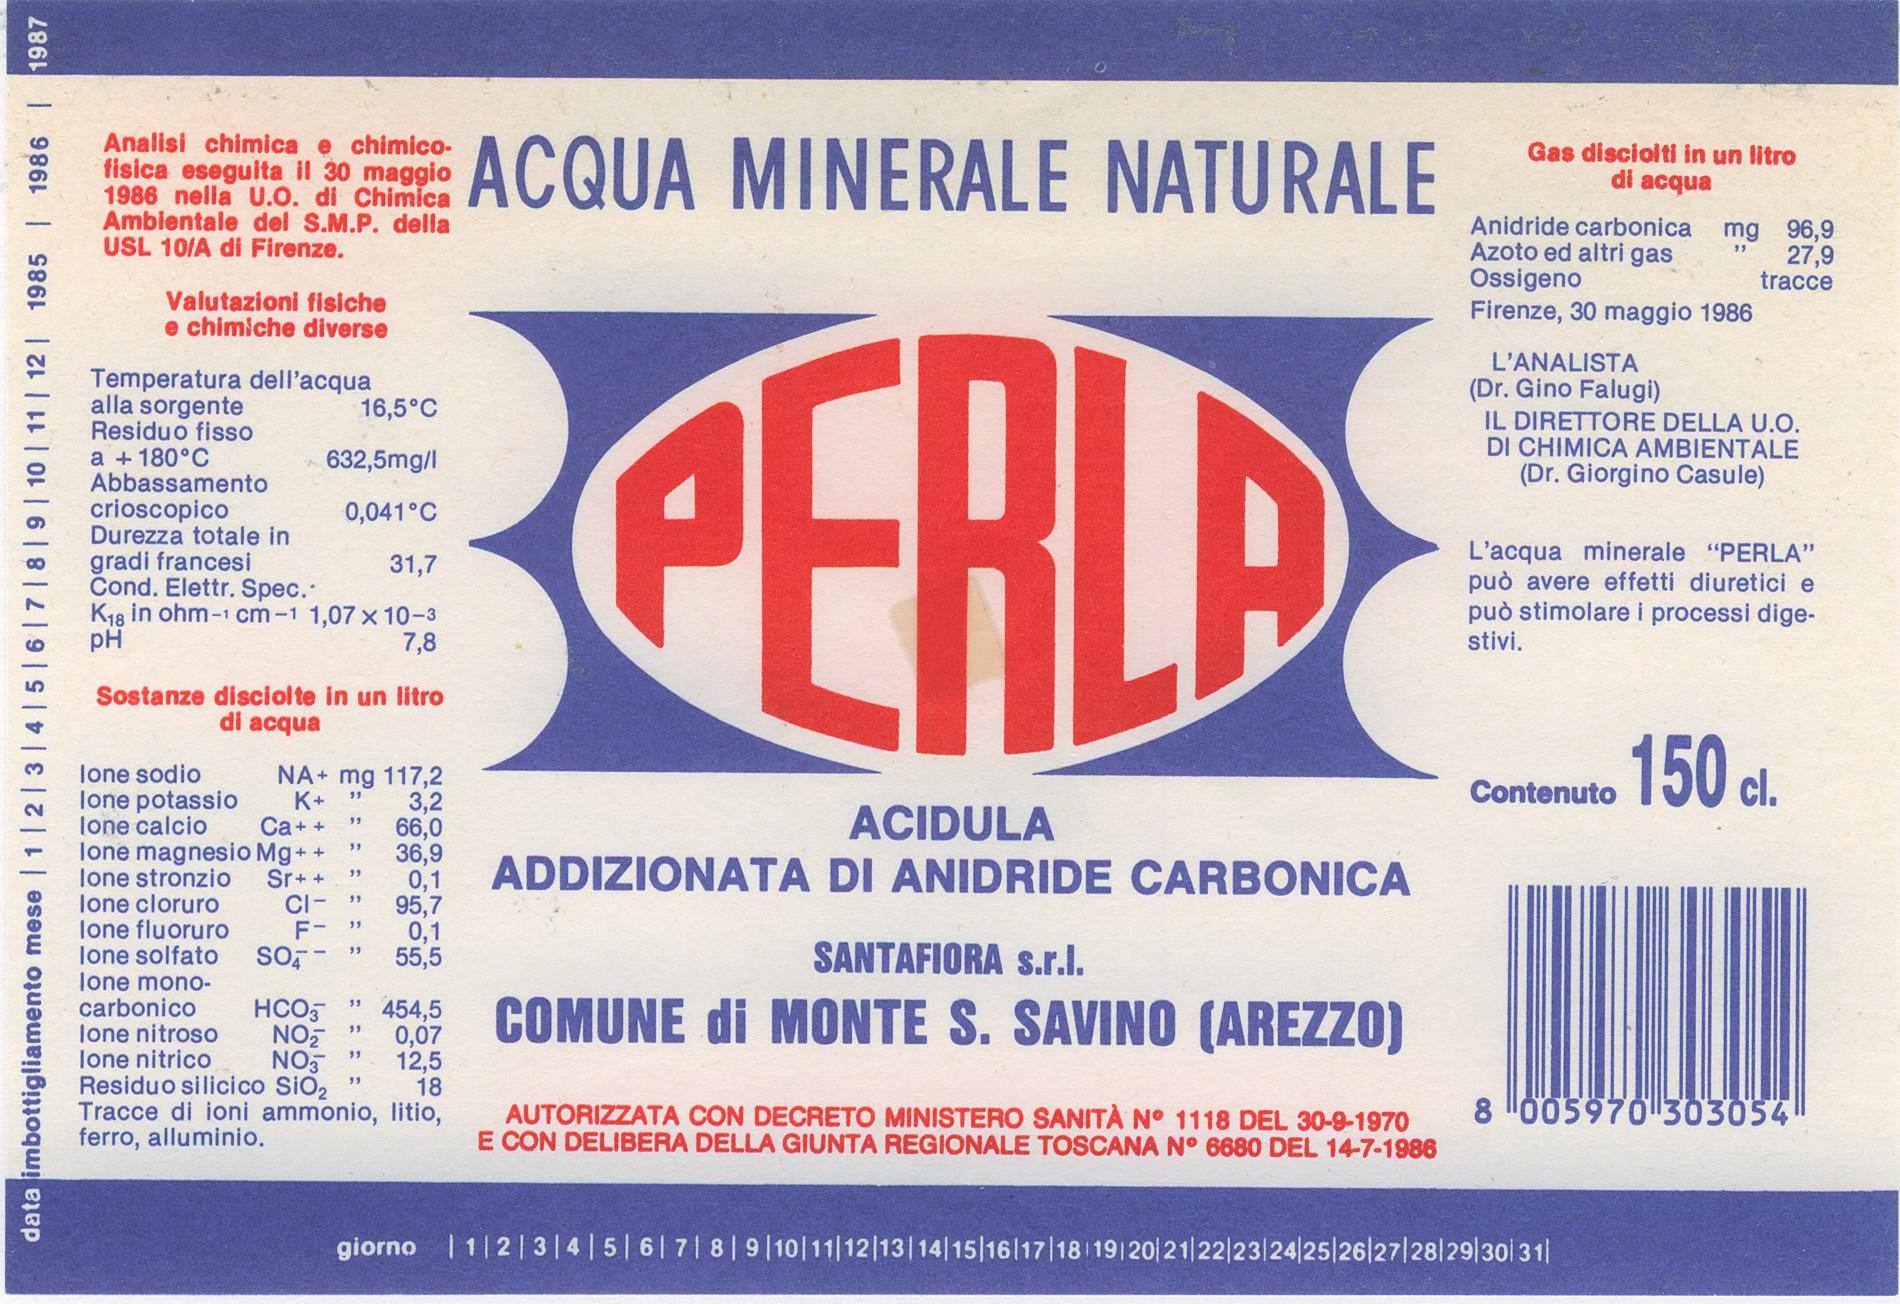 data imbottigliamento mese | 1 | 2 | 3 | 4 | 5 | 6 | 7 | 8 | 9 | 10 | 11 | 12 | 1985 | 1986 | 1987
Analisi chimica e chimico-
fisica eseguita il 30 maggio
1986 nella U.O. di Chimica
Ambientale del S.M.P. della
USL 10/A di Firenze.
Valutazioni fisiche
e chimiche diverse
Temperatura dell'acqua
alla sorgente 16,5°C
Residuo fisso
a +180°C 632,5mg/l
Abbassamento
crioscopico 0,041°C
Durezza totale in
gradi francesi 31,7
Cond. Elettr. Spec.
K18 in ohm-1 cm-1 1,07 x 10-3
pH 7,8
Sostanze disciolte in un litro
di acqua
Ione sodio NA+ mg 117,2
Ione potassio K+ ” 3,2
Ione calcio Ca++ ” 66,0
Ione magnesio Mg++ ” 36,9
Ione stronzio Sr++ ” 0,1
Ione cloruro Cl- ” 95,7
Ione fluoruro F- ” 0,1
Ione solfato SO4-- ” 55,5
Ione mono-
carbonico HCO3- ” 454,5
Ione nitroso NO2- ” 0,07
Ione nitrico NO3- ” 12,5
Residuo silicico SiO2 ” 18
Tracce di ioni ammonio, litio,
ferro, alluminio.
ACQUA MINERALE NATURALE
PERLA
ACIDULA
ADDIZIONATA DI ANIDRIDE CARBONICA
SANTAFIORA s.r.l.
COMUNE di MONTE S. SAVINO (AREZZO)
AUTORIZZATA CON DECRETO MINISTERO SANITÀ N° 1118 DEL 30-9-1970
E CON DELIBERA DELLA GIUNTA REGIONALE TOSCANA N° 6680 DEL 14-7-1986
Gas disciolti in un litro
di acqua
Anidride carbonica mg 96,9
Azoto ed altri gas ” 27,9
Ossigeno tracce
Firenze, 30 maggio 1986
L'ANALISTA
(Dr. Gino Falugi)
IL DIRETTORE DELLA U.O.
DI CHIMICA AMBIENTALE
(Dr. Giorgino Casule)
L'acqua minerale “PERLA”
può avere effetti diuretici e
può stimolare i processi dige-
stivi.
Contenuto 150 cl.
8 005970 303054
giorno | 1 | 2 | 3 | 4 | 5 | 6 | 7 | 8 | 9 |10|11|12|13|14|15|16|17|18|19|20|21|22|23|24|25|26|27|28|29|30|31|